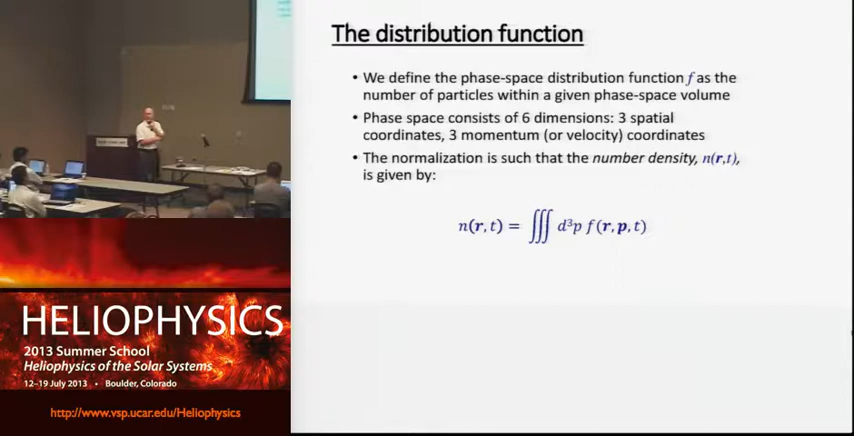 The distribution function
• We define the phase-space distribution function f as the
number of particles within a given phase-space volume
• Phase space consists of 6 dimensions: 3 spatial
coordinates, 3 momentum (or velocity) coordinates
• The normalization is such that the number density, n(r,t),
is given by:
n(r, t) = ∭ d³p f(r, p, t)
HELIOPHYSICS
2013 Summer School
Heliophysics of the Solar Systems
12–19 July 2013 • Boulder, Colorado
http://www.vsp.ucar.edu/Heliophysics